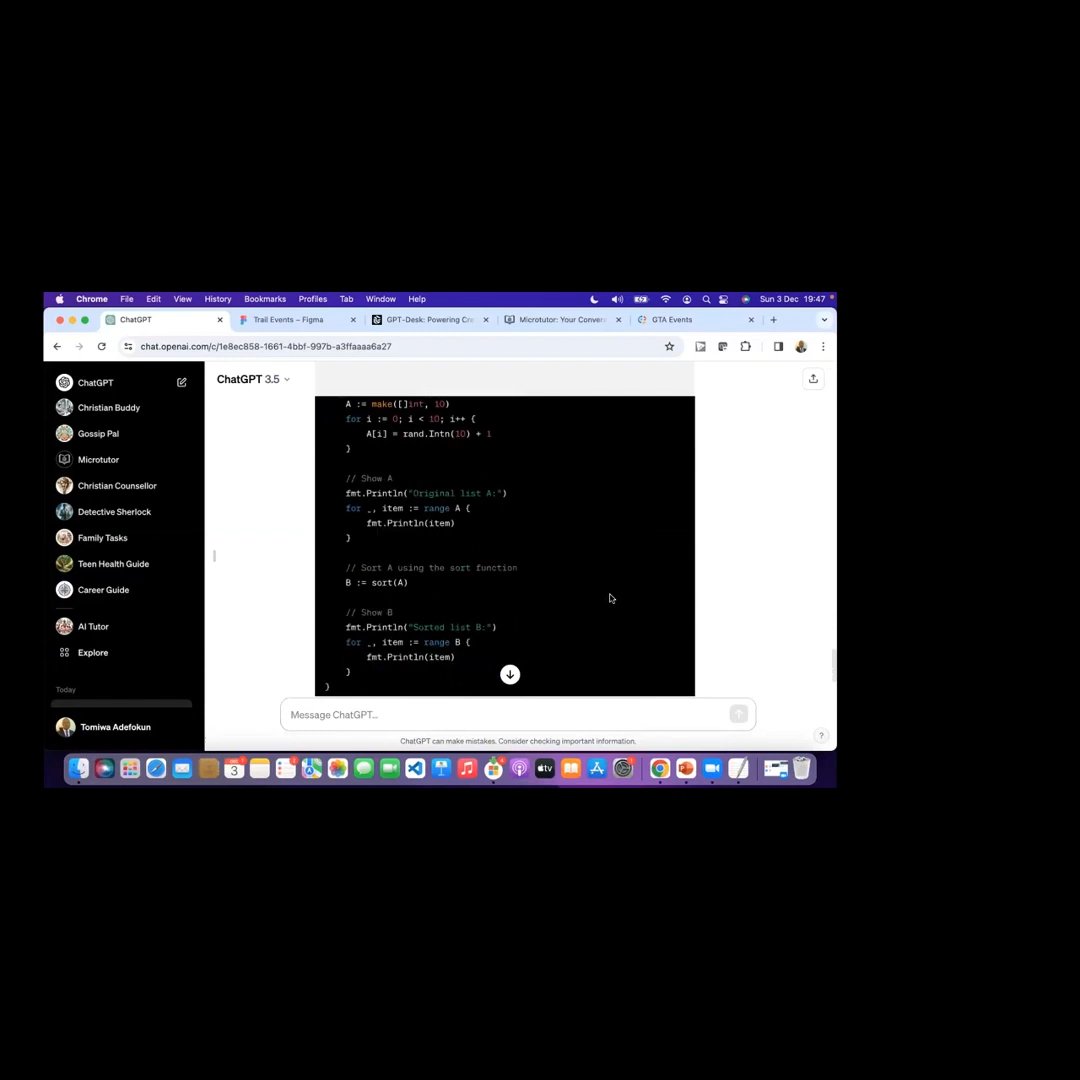 Chrome File Edit View History Bookmarks Profiles Tab Window Help Sun 3 Dec 19:47
ChatGPT Trail Events – Figma GPT-Desk: Powering Cre Microtutor: Your Convers GTA Events
chat.openai.com/c/1e8ec858-1661-4bbf-997b-a3ffaaaa6a27
ChatGPT
Christian Buddy
Gossip Pal
Microtutor
Christian Counsellor
Detective Sherlock
Family Tasks
Teen Health Guide
Career Guide
AI Tutor
Explore
Today
Tomiwa Adefokun
ChatGPT 3.5
A := make([]int, 10)
for i := 0; i < 10; i++ {
A[i] = rand.Intn(10) + 1
}
// Show A
fmt.Println("Original list A:")
for _, item := range A {
fmt.Println(item)
}
// Sort A using the sort function
B := sort(A)
// Show B
fmt.Println("Sorted list B:")
for _, item := range B {
fmt.Println(item)
}
}
Message ChatGPT...
ChatGPT can make mistakes. Consider checking important information.
?
3
tv